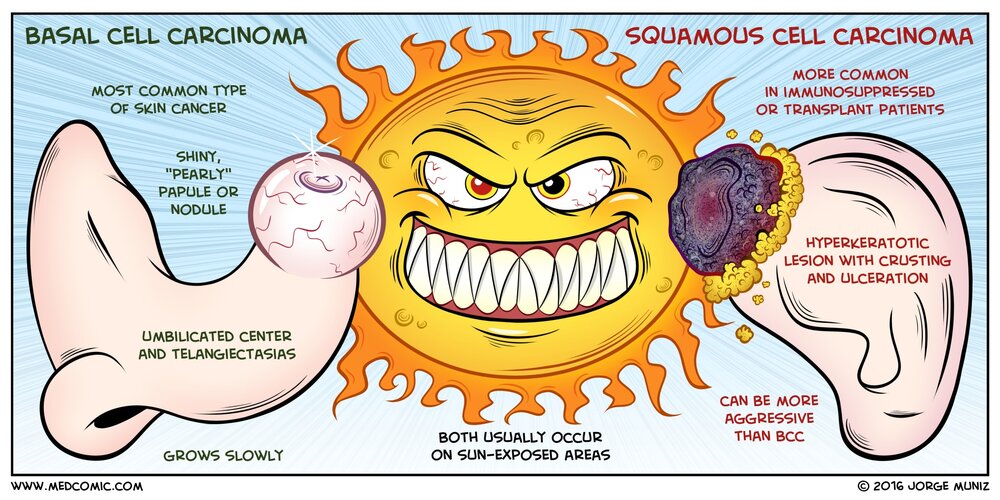 BASAL CELL CARCINOMA
MOST COMMON TYPE
OF SKIN CANCER
SHINY,
"PEARLY"
PAPULE OR
NODULE
UMBILICATED CENTER
AND TELANGIECTASIAS
GROWS SLOWLY
SQUAMOUS CELL CARCINOMA
MORE COMMON
IN IMMUNOSUPPRESSED
OR TRANSPLANT PATIENTS
HYPERKERATOTIC
LESION WITH CRUSTING
AND ULCERATION
CAN BE MORE
AGGRESSIVE
THAN BCC
BOTH USUALLY OCCUR
ON SUN-EXPOSED AREAS
WWW.MEDCOMIC.COM
© 2016 JORGE MUNIZ